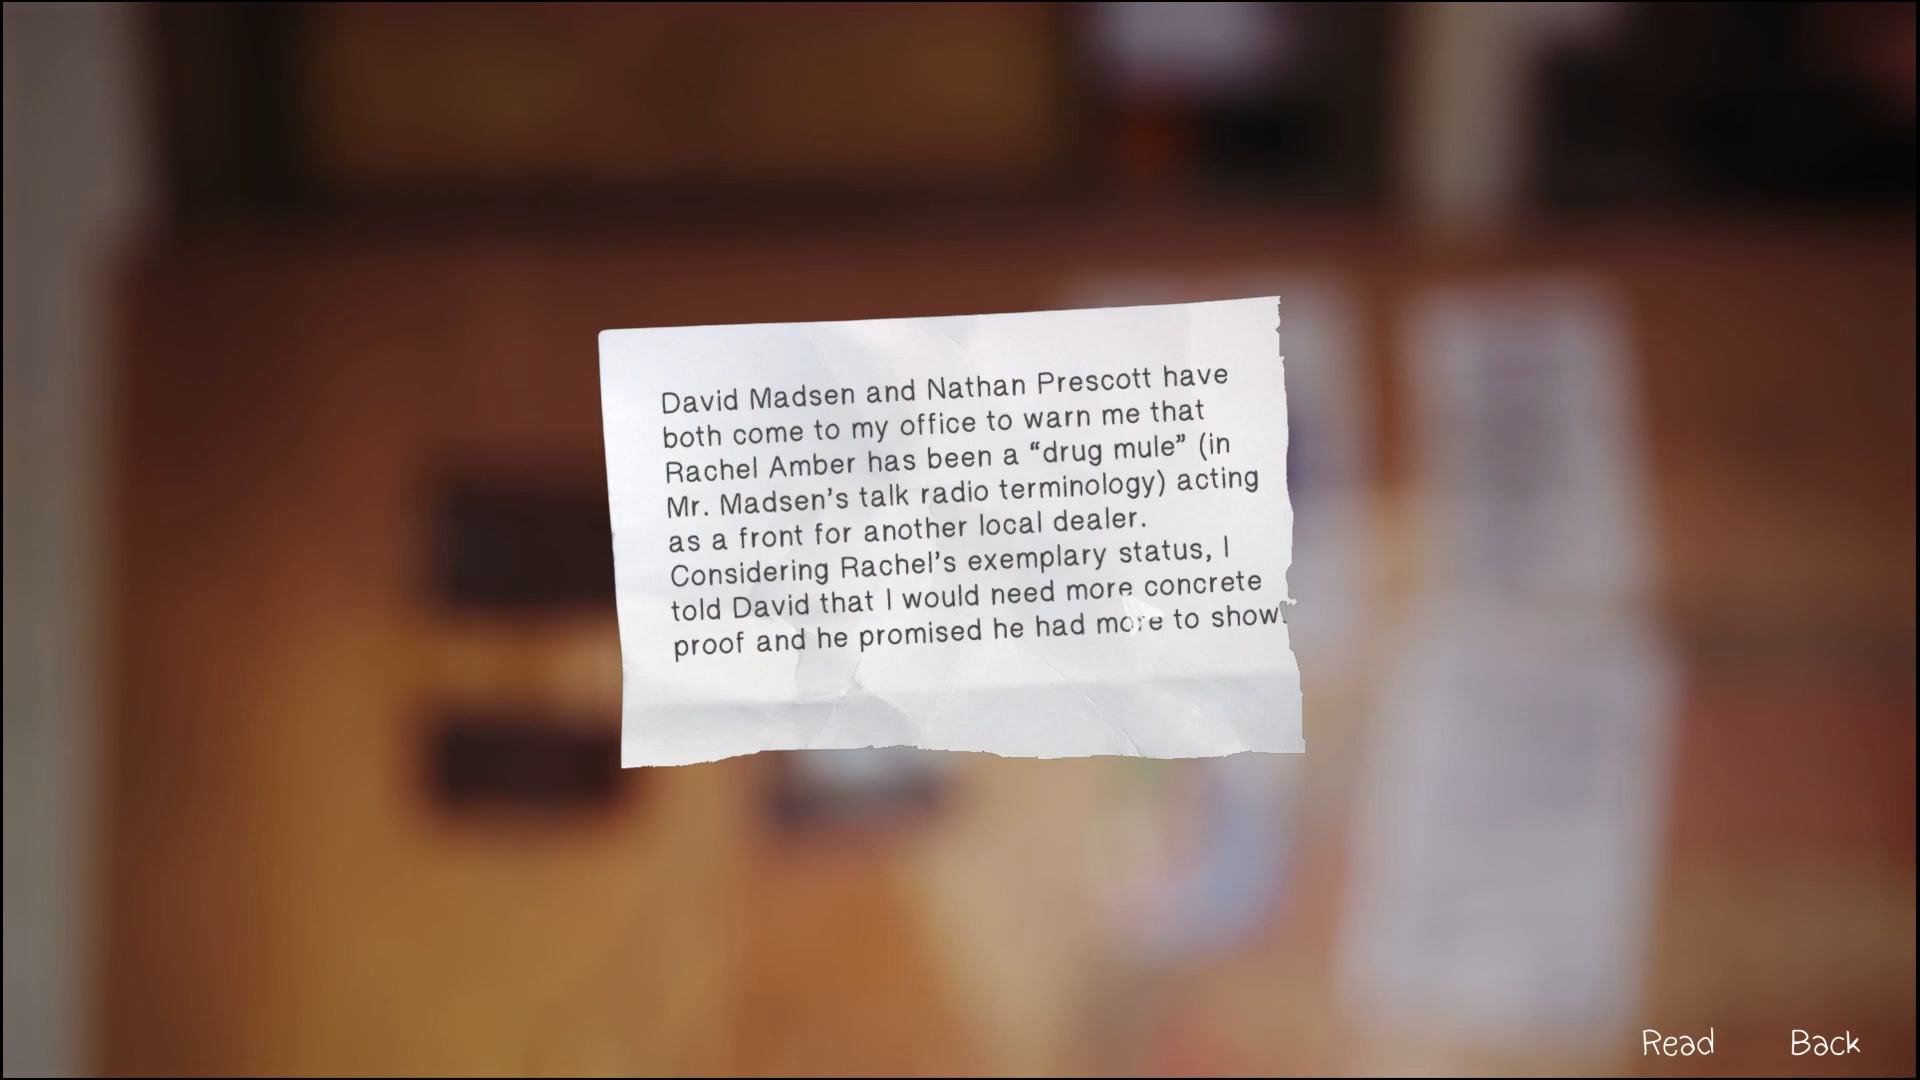 David Madsen and Nathan Prescott have
both come to my office to warn me that
Rachel Amber has been a “drug mule” (in
Mr. Madsen’s talk radio terminology) acting
as a front for another local dealer.
Considering Rachel’s exemplary status, I
told David that I would need more concrete
proof and he promised he had more to show.
Read Back